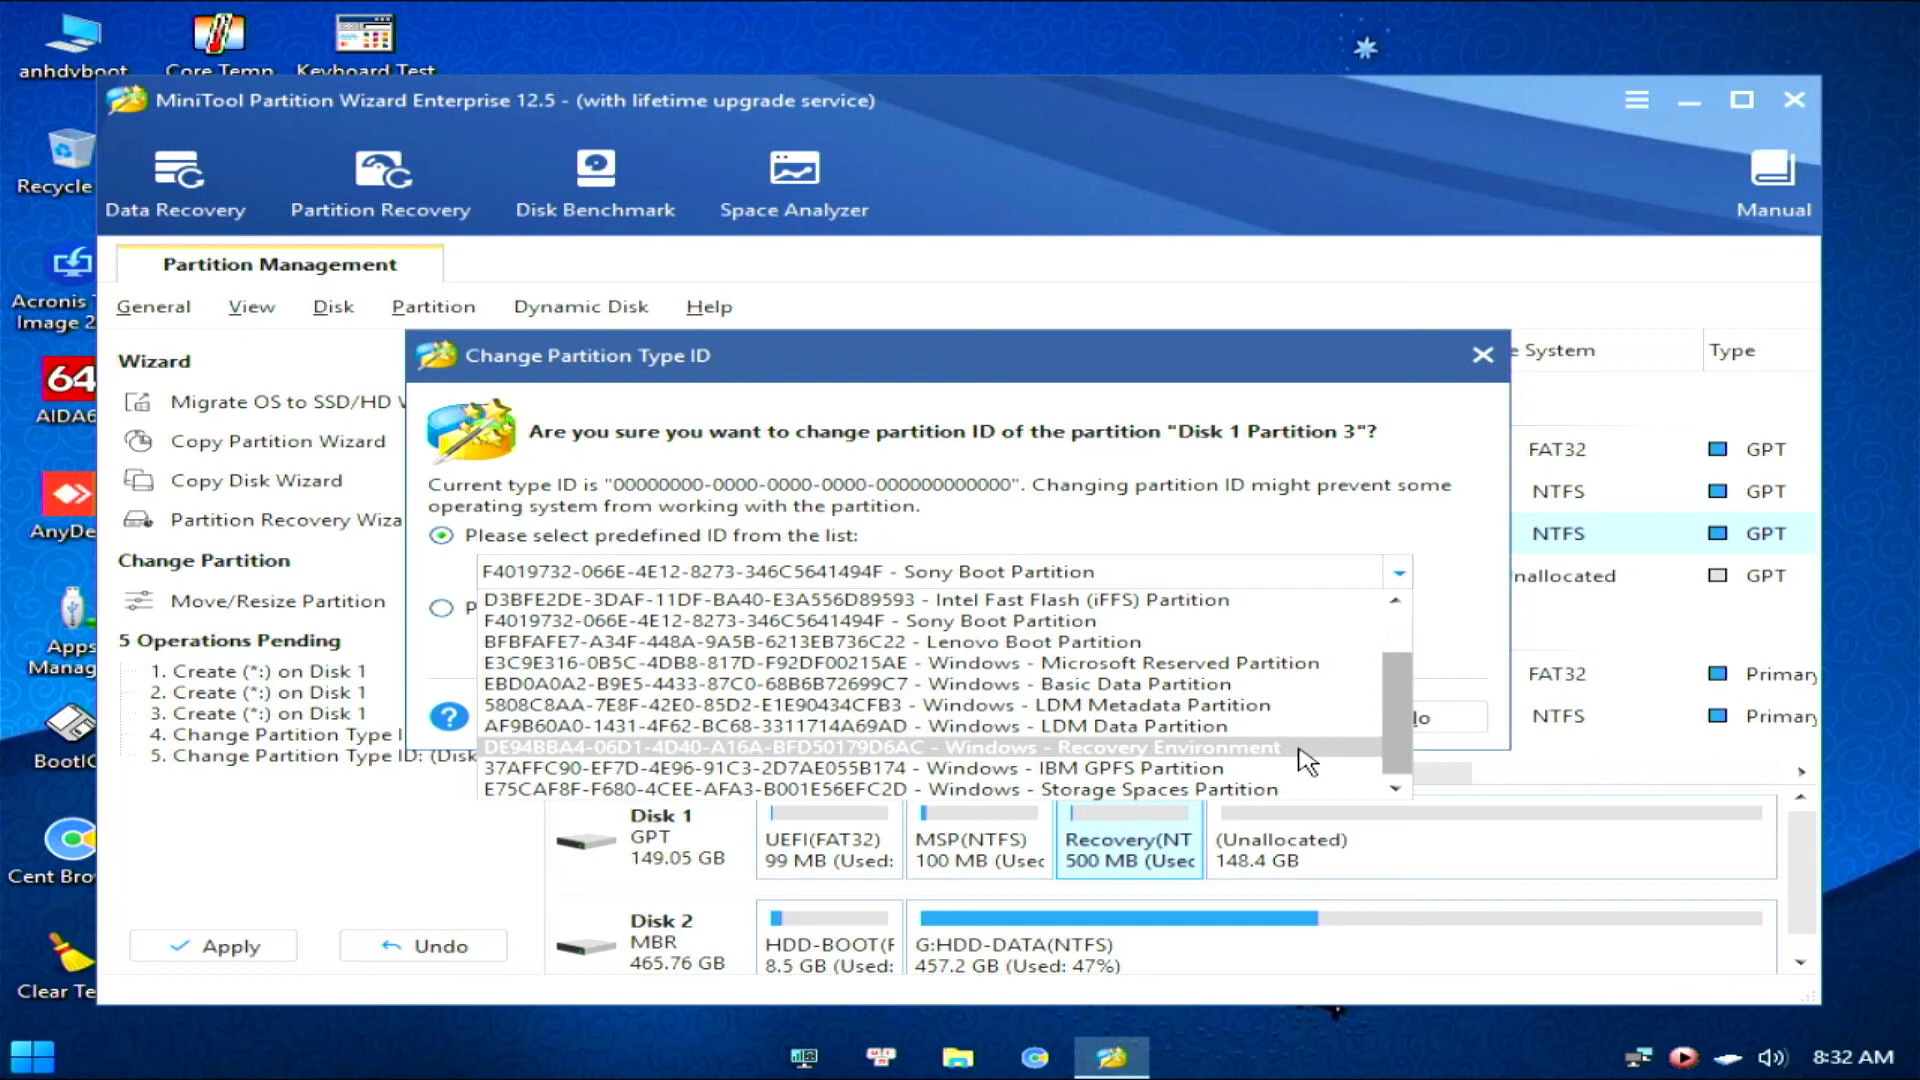 anhdvboot
Core Temp
Keyboard Test
MiniTool Partition Wizard Enterprise 12.5 - (with lifetime upgrade service)
Recycle
Data Recovery
Partition Recovery
Disk Benchmark
Space Analyzer
Manual
Partition Management
General
View
Disk
Partition
Dynamic Disk
Help
Acronis
Image 2
Wizard
Change Partition Type ID
e System
Type
64
AIDA6
Migrate OS to SSD/HD
Copy Partition Wizard
Copy Disk Wizard
Partition Recovery Wiza
Are you sure you want to change partition ID of the partition "Disk 1 Partition 3"?
FAT32
GPT
Current type ID is "00000000-0000-0000-0000-000000000000". Changing partition ID might prevent some
operating system from working with the partition.
NTFS
GPT
AnyDe
Please select predefined ID from the list:
NTFS
GPT
Change Partition
F4019732-066E-4E12-8273-346C5641494F - Sony Boot Partition
nallocated
GPT
Move/Resize Partition
P
D3BFE2DE-3DAF-11DF-BA40-E3A556D89593 - Intel Fast Flash (iFFS) Partition
F4019732-066E-4E12-8273-346C5641494F - Sony Boot Partition
BFBFAFE7-A34F-448A-9A5B-6213EB736C22 - Lenovo Boot Partition
E3C9E316-0B5C-4DB8-817D-F92DF00215AE - Windows - Microsoft Reserved Partition
EBD0A0A2-B9E5-4433-87C0-68B6B72699C7 - Windows - Basic Data Partition
5808C8AA-7E8F-42E0-85D2-E1E90434CFB3 - Windows - LDM Metadata Partition
AF9B60A0-1431-4F62-BC68-3311714A69AD - Windows - LDM Data Partition
DE94BBA4-06D1-4D40-A16A-BFD50179D6AC - Windows - Recovery Environment
37AFFC90-EF7D-4E96-91C3-2D7AE055B174 - Windows - IBM GPFS Partition
E75CAF8F-F680-4CEE-AFA3-B001E56EFC2D - Windows - Storage Spaces Partition
FAT32
Primary
NTFS
Primary
Apps
Manag
5 Operations Pending
1. Create (*:) on Disk 1
2. Create (*:) on Disk 1
3. Create (*:) on Disk 1
4. Change Partition Type I
5. Change Partition Type ID: (Disk
BootIC
Disk 1
GPT
149.05 GB
UEFI(FAT32)
99 MB (Used:
MSP(NTFS)
100 MB (Usec
Recovery(NT
500 MB (Usec
(Unallocated)
148.4 GB
Cent Bro
Disk 2
MBR
465.76 GB
HDD-BOOT(F
8.5 GB (Used:
G:HDD-DATA(NTFS)
457.2 GB (Used: 47%)
Apply
Undo
Clear Te
8:32 AM